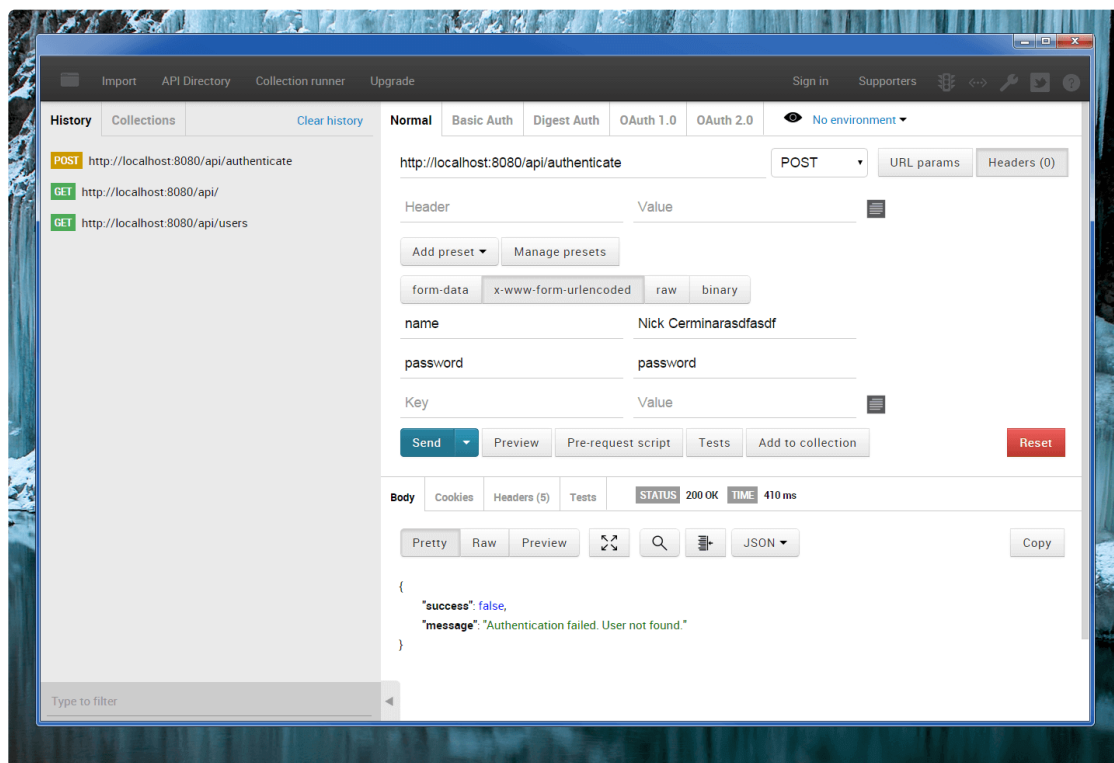 Import API Directory Collection runner Upgrade Sign in Supporters
History Collections Clear history
POST http://localhost:8080/api/authenticate
GET http://localhost:8080/api/
GET http://localhost:8080/api/users
Type to filter
Normal Basic Auth Digest Auth OAuth 1.0 OAuth 2.0 No environment
http://localhost:8080/api/authenticate POST URL params Headers (0)
Header Value
Add preset Manage presets
form-data x-www-form-urlencoded raw binary
name Nick Cerminarasdfasdf
password password
Key Value
Send Preview Pre-request script Tests Add to collection Reset
Body Cookies Headers (5) Tests STATUS 200 OK TIME 410 ms
Pretty Raw Preview JSON Copy
{
"success": false,
"message": "Authentication failed. User not found."
}